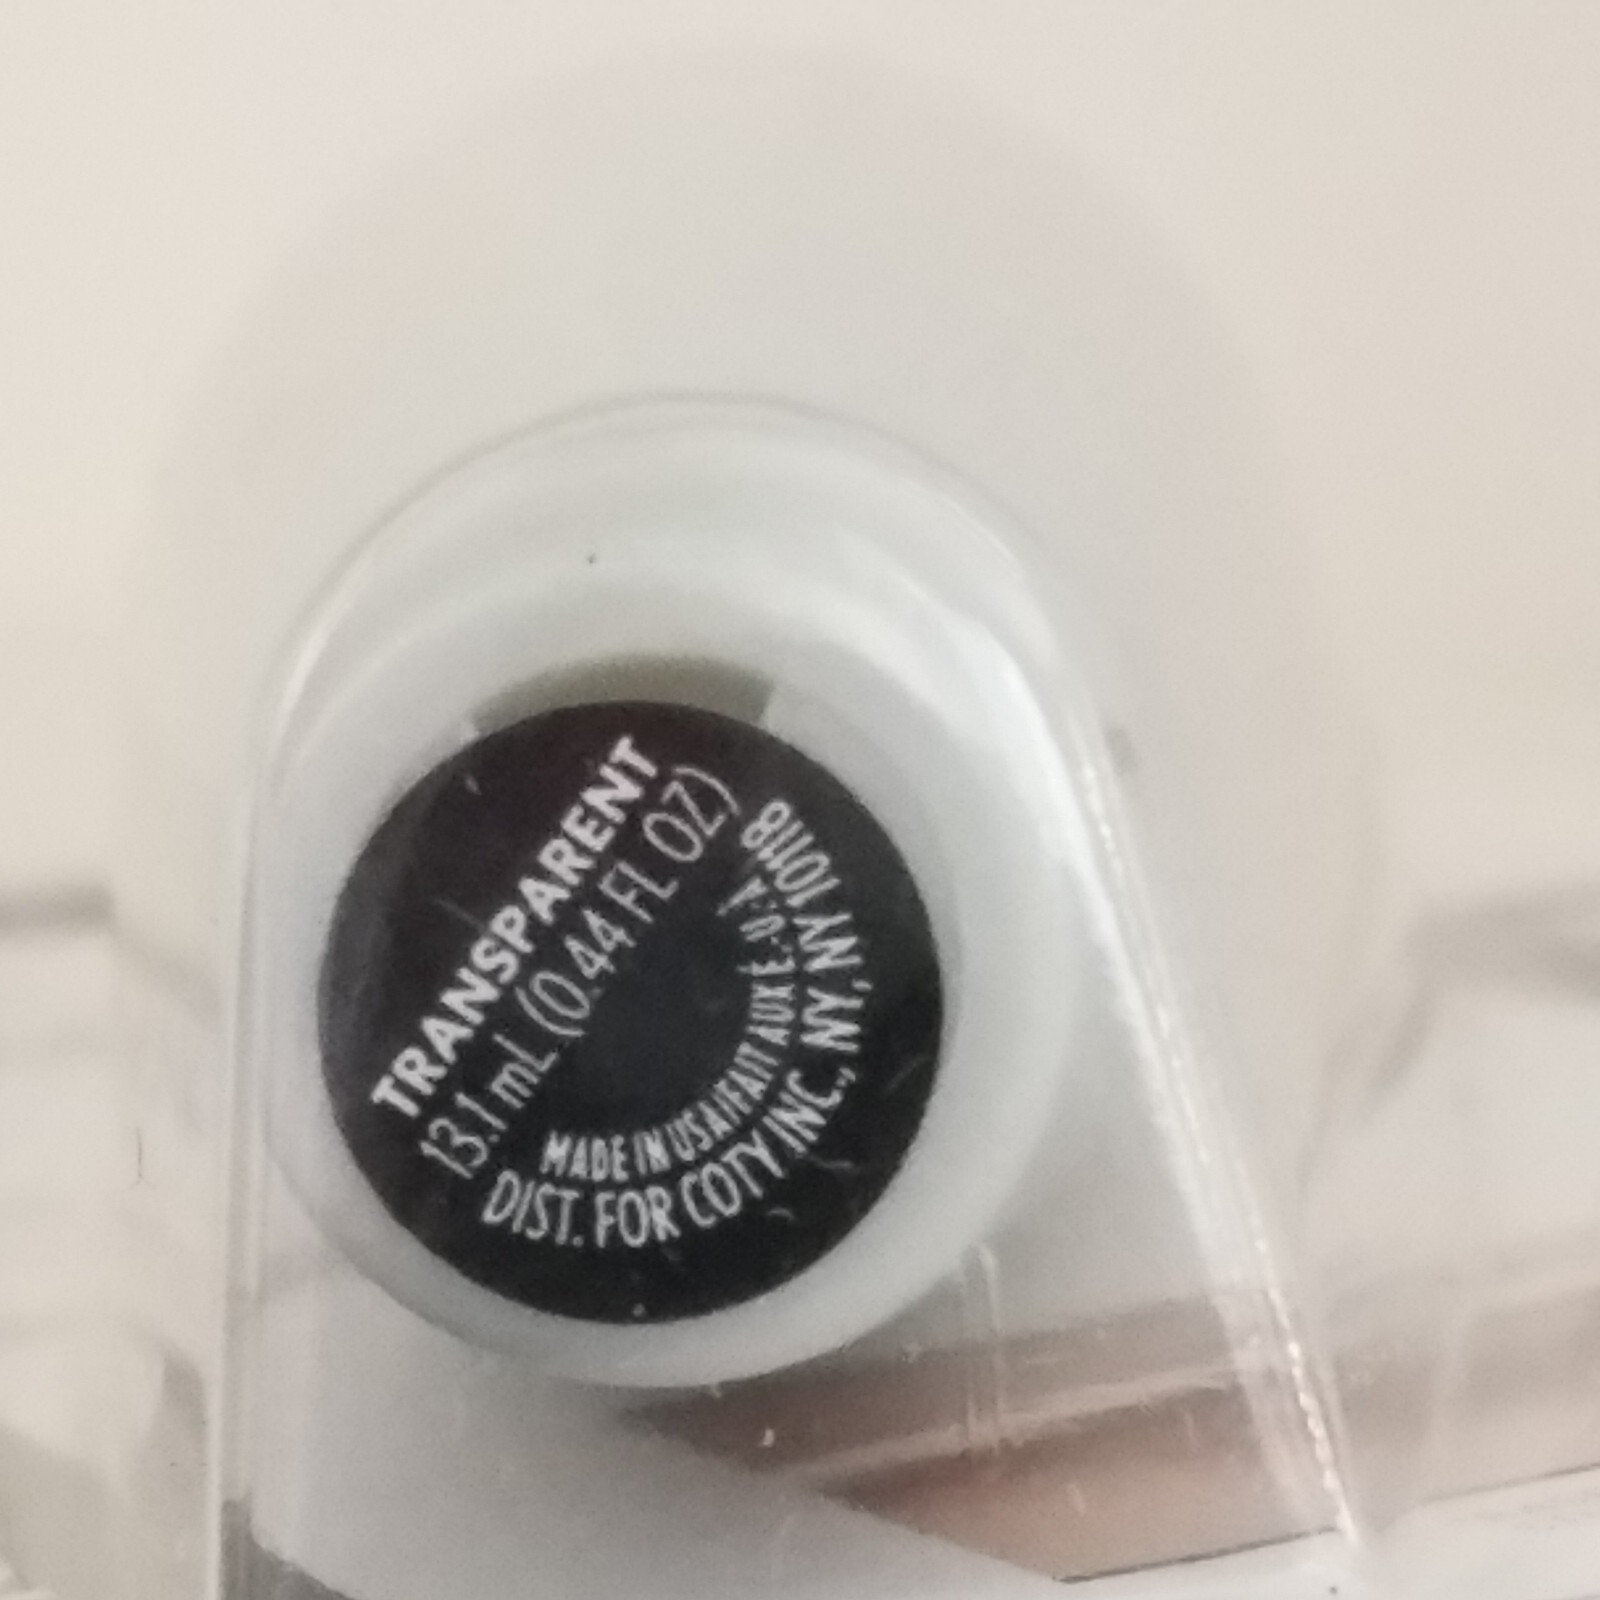 TRANSPARENT
13.1 mL (0.44 FL OZ)
MADE IN USA/FAIT AUX É.-U.A.
DIST. FOR COTY INC., NY, NY 10118